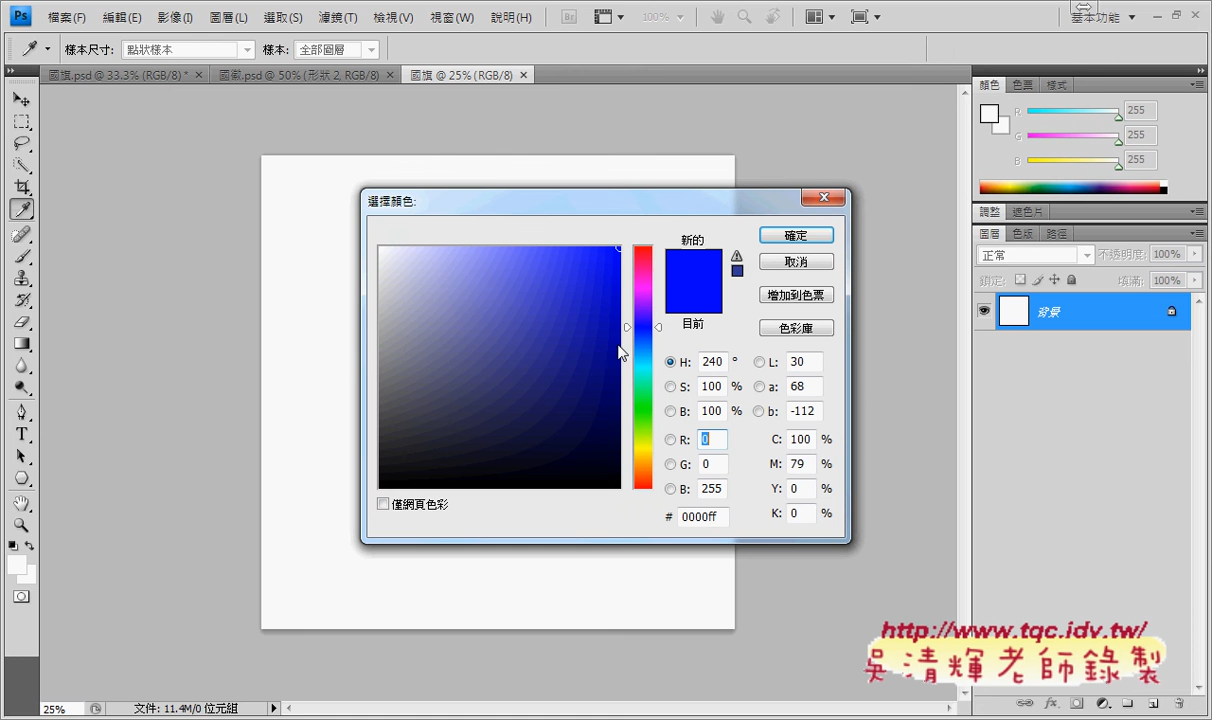 Ps 檔案(F) 編輯(E) 影像(I) 圖層(L) 選取(S) 濾鏡(T) 檢視(V) 視窗(W) 說明(H) Br 100% 基本功能
樣本尺寸: 點狀樣本 樣本: 全部圖層
國旗.psd @ 33.3% (RGB/8) * 國徽.psd @ 50% (形狀 2, RGB/8) 國旗 @ 25% (RGB/8)
顏色 色票 樣式
R 255
G 255
B 255
調整 遮色片
圖層 色版 路徑
正常 不透明度: 100%
鎖定: 填滿: 100%
背景
選擇顏色:
新的
目前
確定
取消
增加到色票
色彩庫
H: 240 ° L: 30
S: 100 % a: 68
B: 100 % b: -112
R: 0 C: 100 %
G: 0 M: 79 %
B: 255 Y: 0 %
# 0000ff K: 0 %
僅網頁色彩
T
http://www.tqc.idv.tw/
吳清輝老師錄製
25% 文件: 11.4M/0 位元組
fx